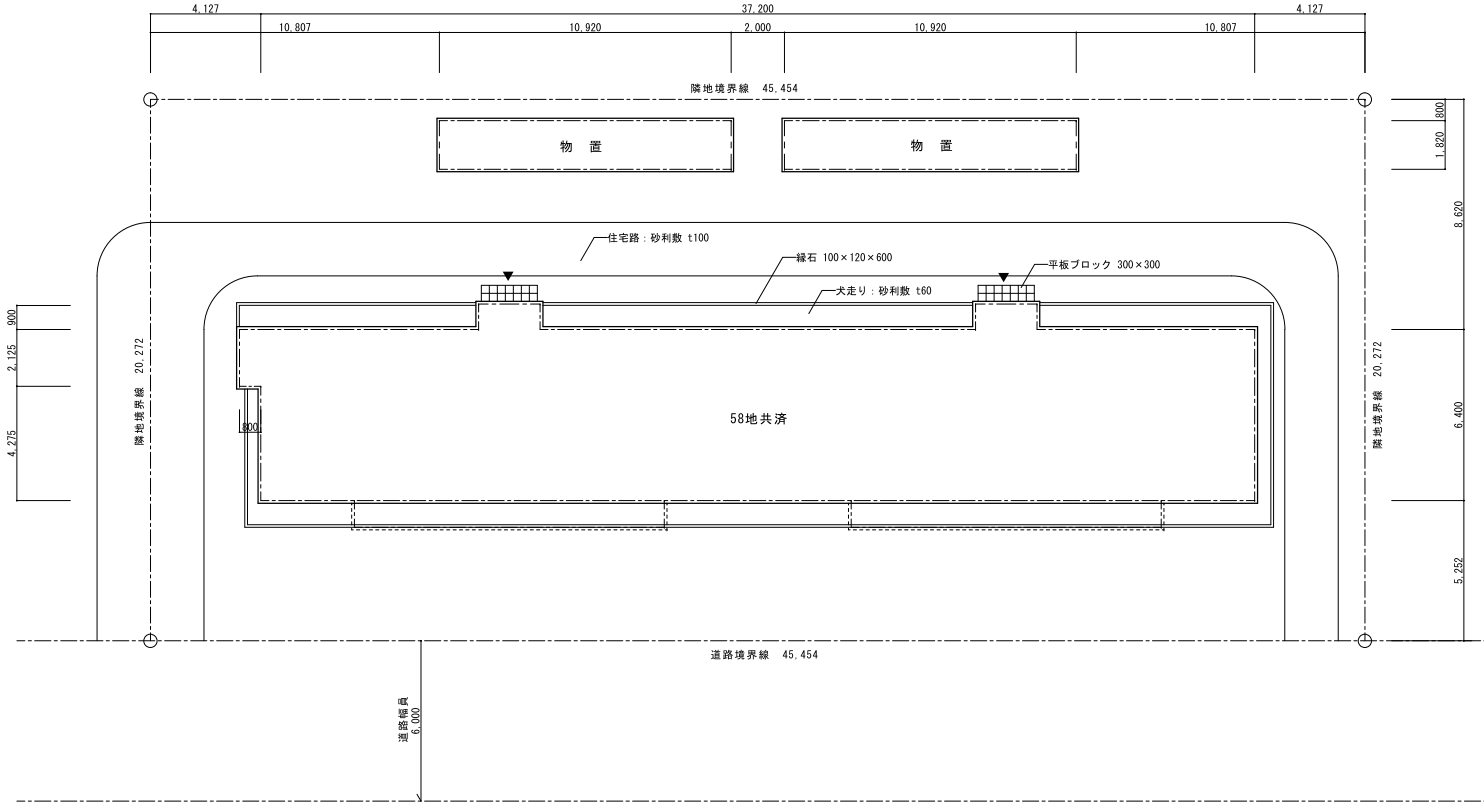 4,127
37,200
4,127
10,807
10,920
2,000
10,920
10,807
隣地境界線 45,454
800
1,820
物 置
物 置
8,620
住宅路：砂利敷 t100
縁石 100×120×600
平板ブロック 300×300
犬走り：砂利敷 t60
900
2,125
隣地境界線 20,272
隣地境界線 20,272
800
58地共済
4,275
6,400
5,252
道路境界線 45,454
道路幅員
6,000